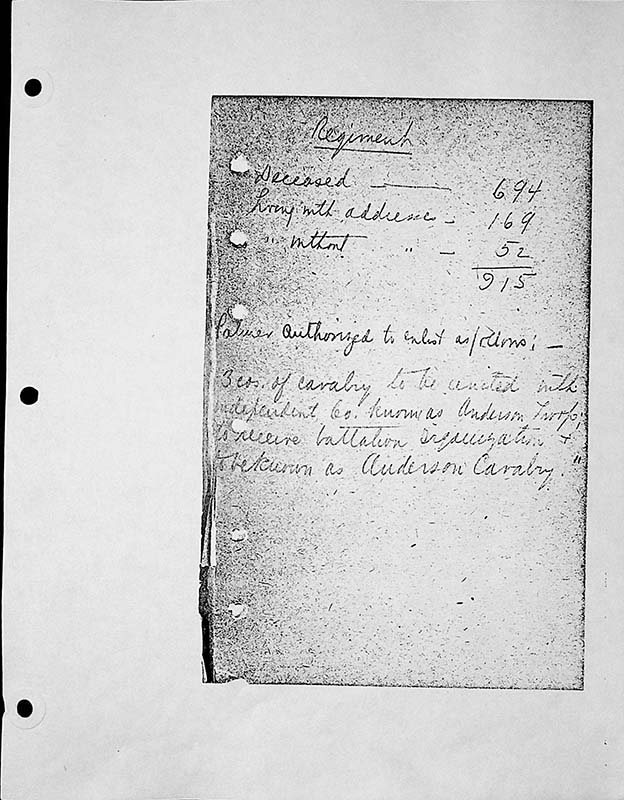 Regiment
Deceased — 694
Living with addresses - 169
" without " - 52
915
Palmer authorized to enlist as follows; —
"3 cos. of cavalry to be united with
independent Co. known as Anderson Troop,
to receive battalion organization &
to be known as Anderson Cavalry."